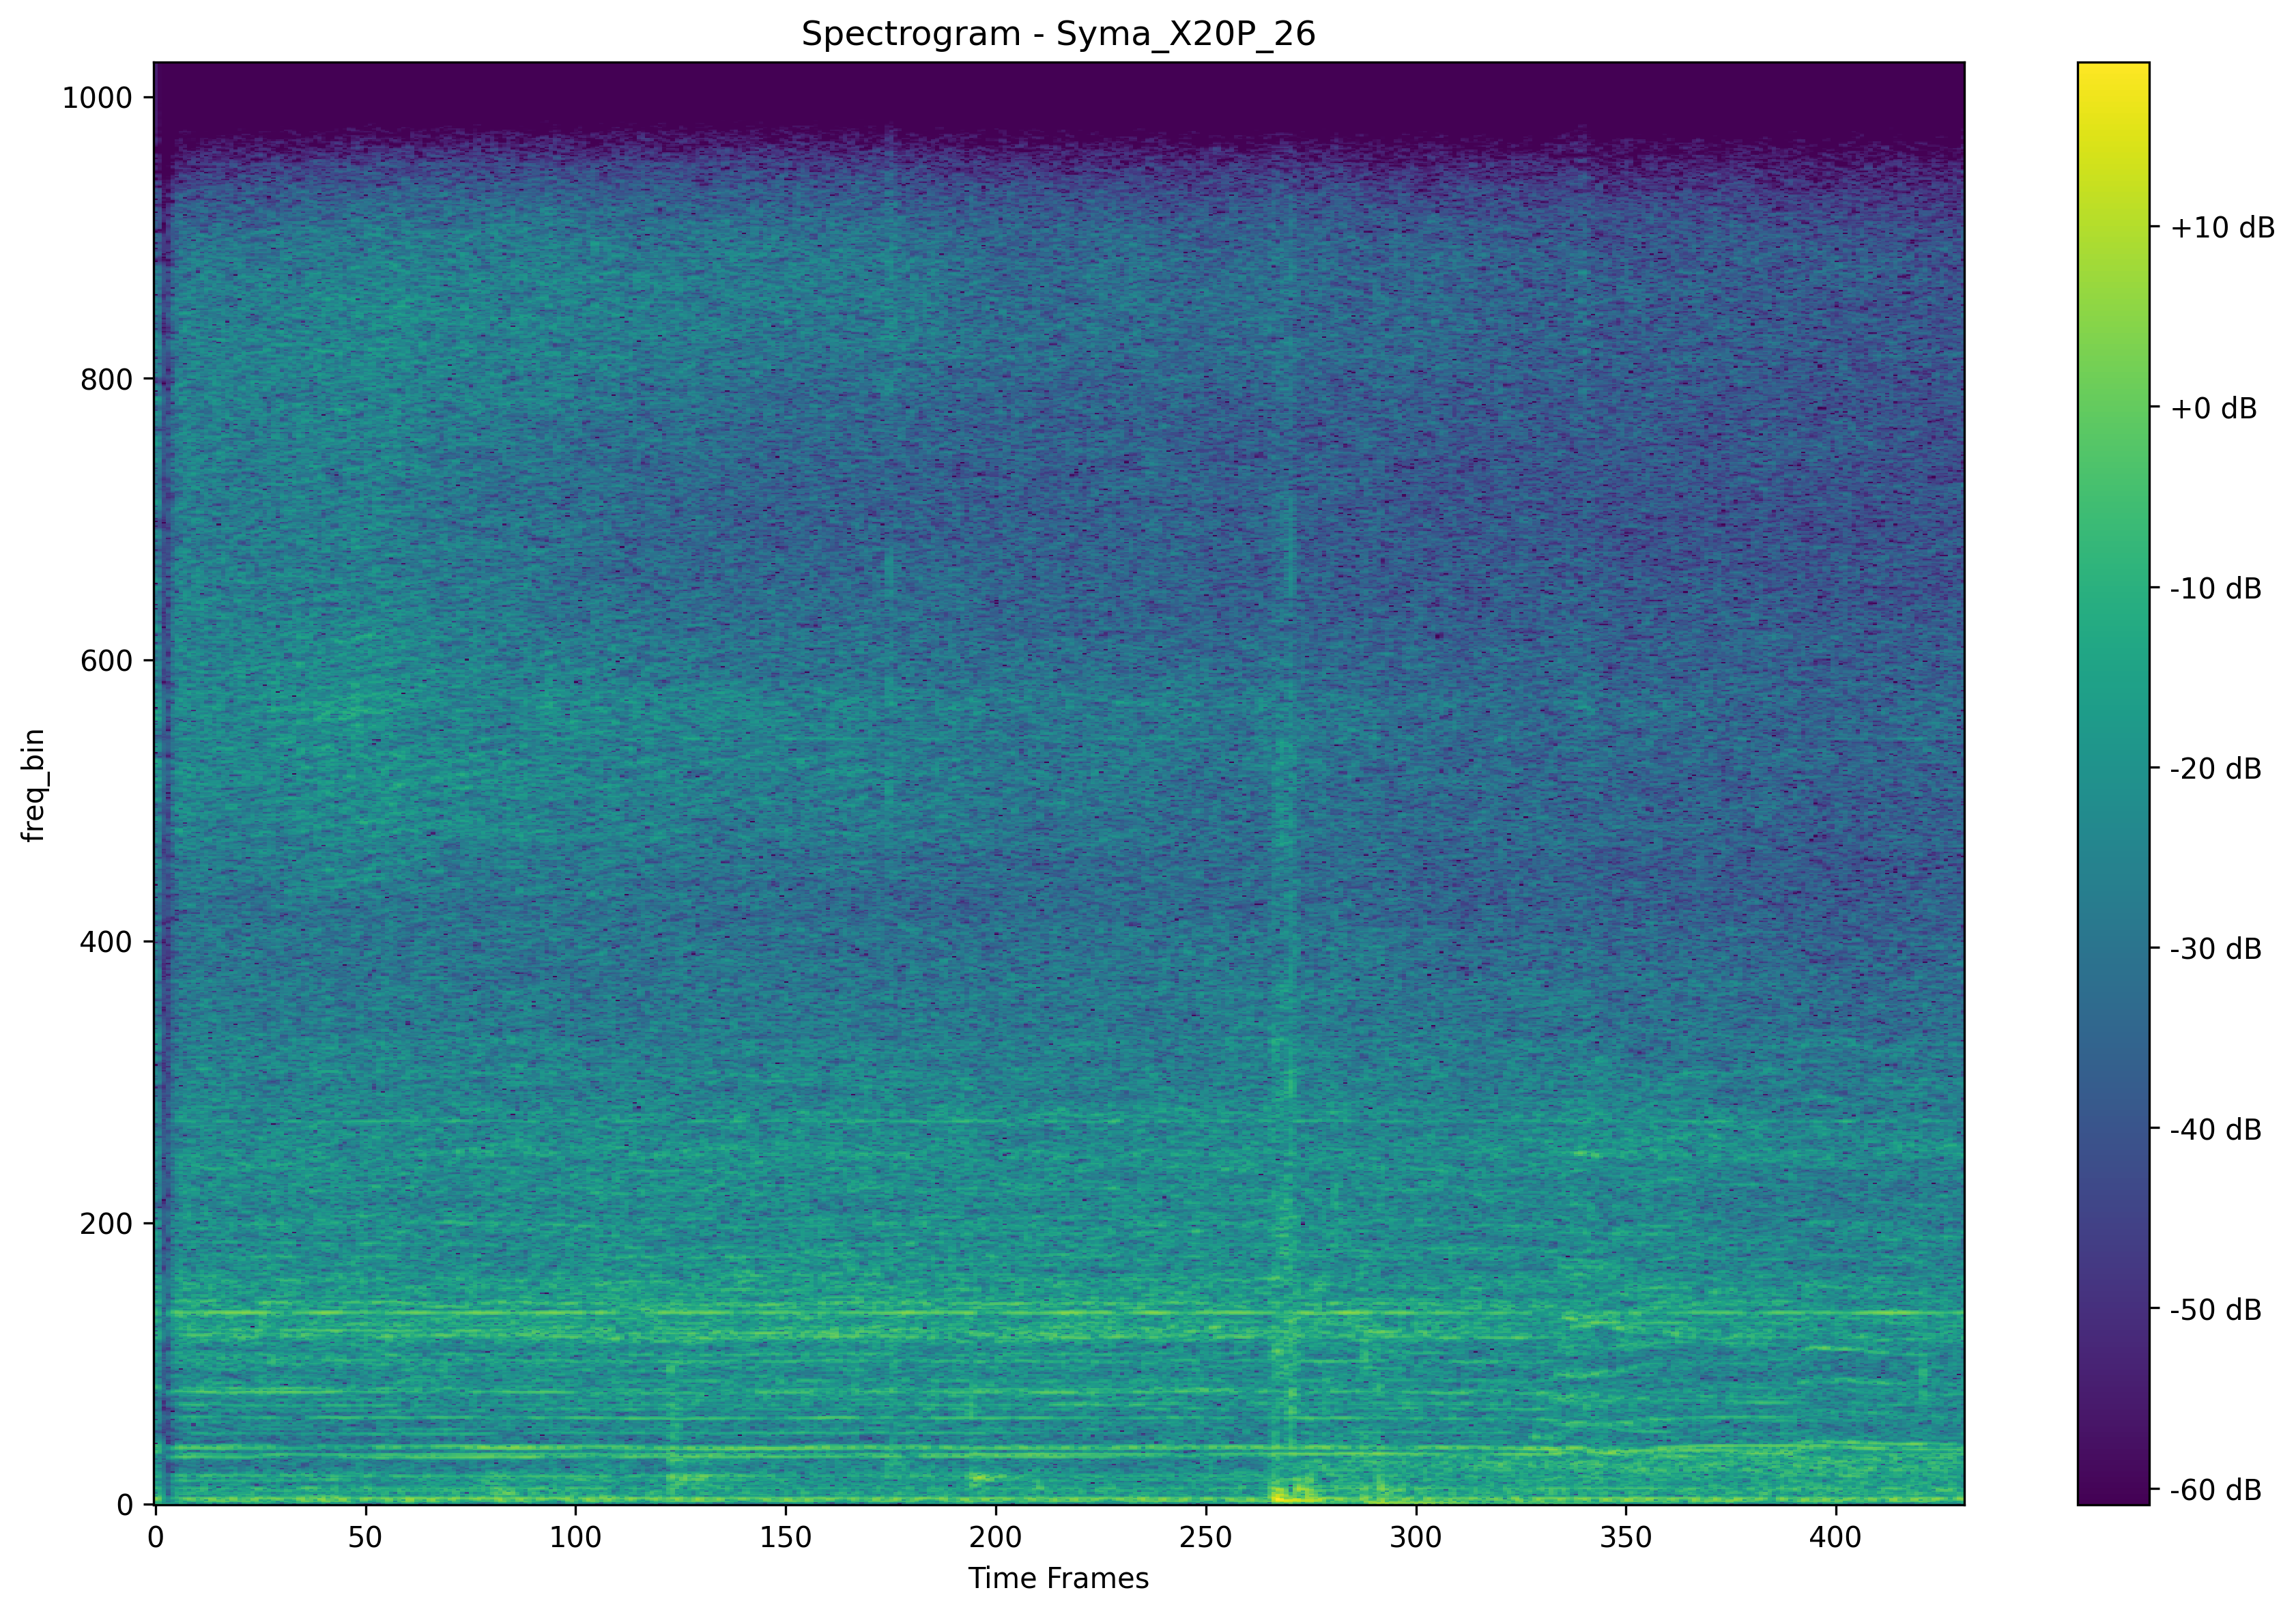 Spectrogram - Syma_X20P_26
freq_bin
1000
800
600
400
200
0
0 50 100 150 200 250 300 350 400
Time Frames
+10 dB
+0 dB
-10 dB
-20 dB
-30 dB
-40 dB
-50 dB
-60 dB